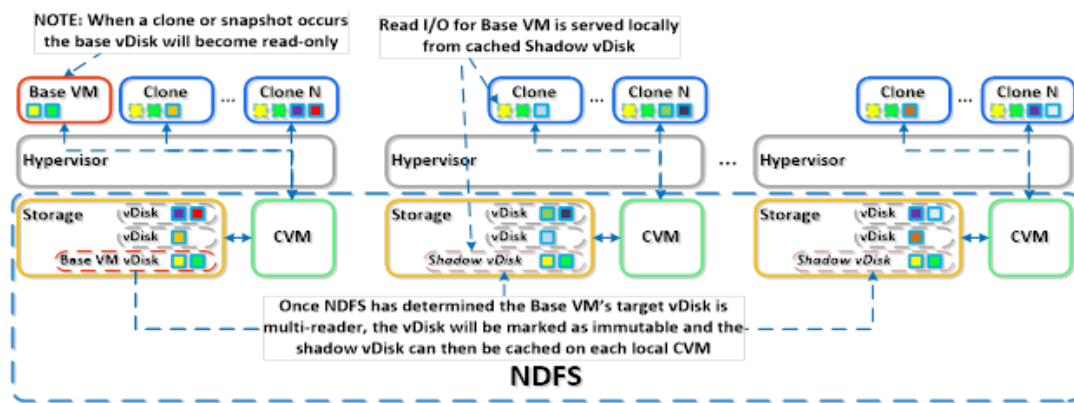 NOTE: When a clone or snapshot occurs
the base vDisk will become read-only
Read I/O for Base VM is served locally
from cached Shadow vDisk
Base VM
Clone
...
Clone N
Clone
...
Clone N
Clone
...
Clone N
Hypervisor
Hypervisor
...
Hypervisor
Storage
vDisk
vDisk
Base VM vDisk
CVM
Storage
vDisk
vDisk
Shadow vDisk
CVM
Storage
vDisk
vDisk
Shadow vDisk
CVM
Once NDFS has determined the Base VM's target vDisk is
multi-reader, the vDisk will be marked as immutable and the
shadow vDisk can then be cached on each local CVM
NDFS